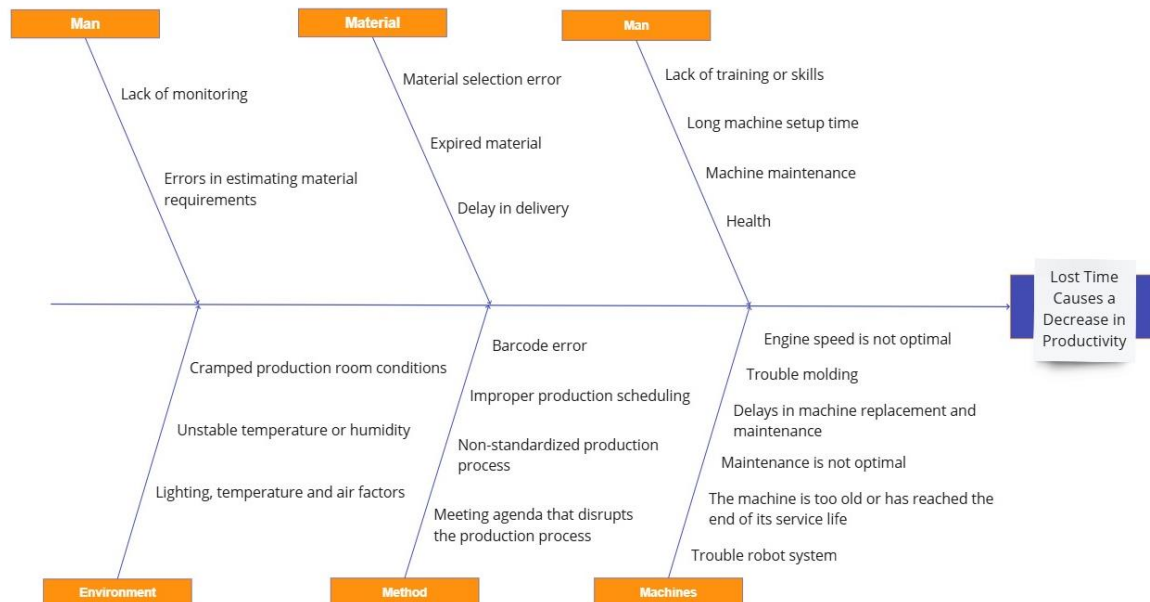 Man
Material
Man
Lack of monitoring
Errors in estimating material
requirements
Material selection error
Expired material
Delay in delivery
Lack of training or skills
Long machine setup time
Machine maintenance
Health
Lost Time
Causes a
Decrease in
Productivity
Cramped production room conditions
Unstable temperature or humidity
Lighting, temperature and air factors
Barcode error
Improper production scheduling
Non-standardized production
process
Meeting agenda that disrupts
the production process
Engine speed is not optimal
Trouble molding
Delays in machine replacement and
maintenance
Maintenance is not optimal
The machine is too old or has reached the
end of its service life
Trouble robot system
Environment
Method
Machines